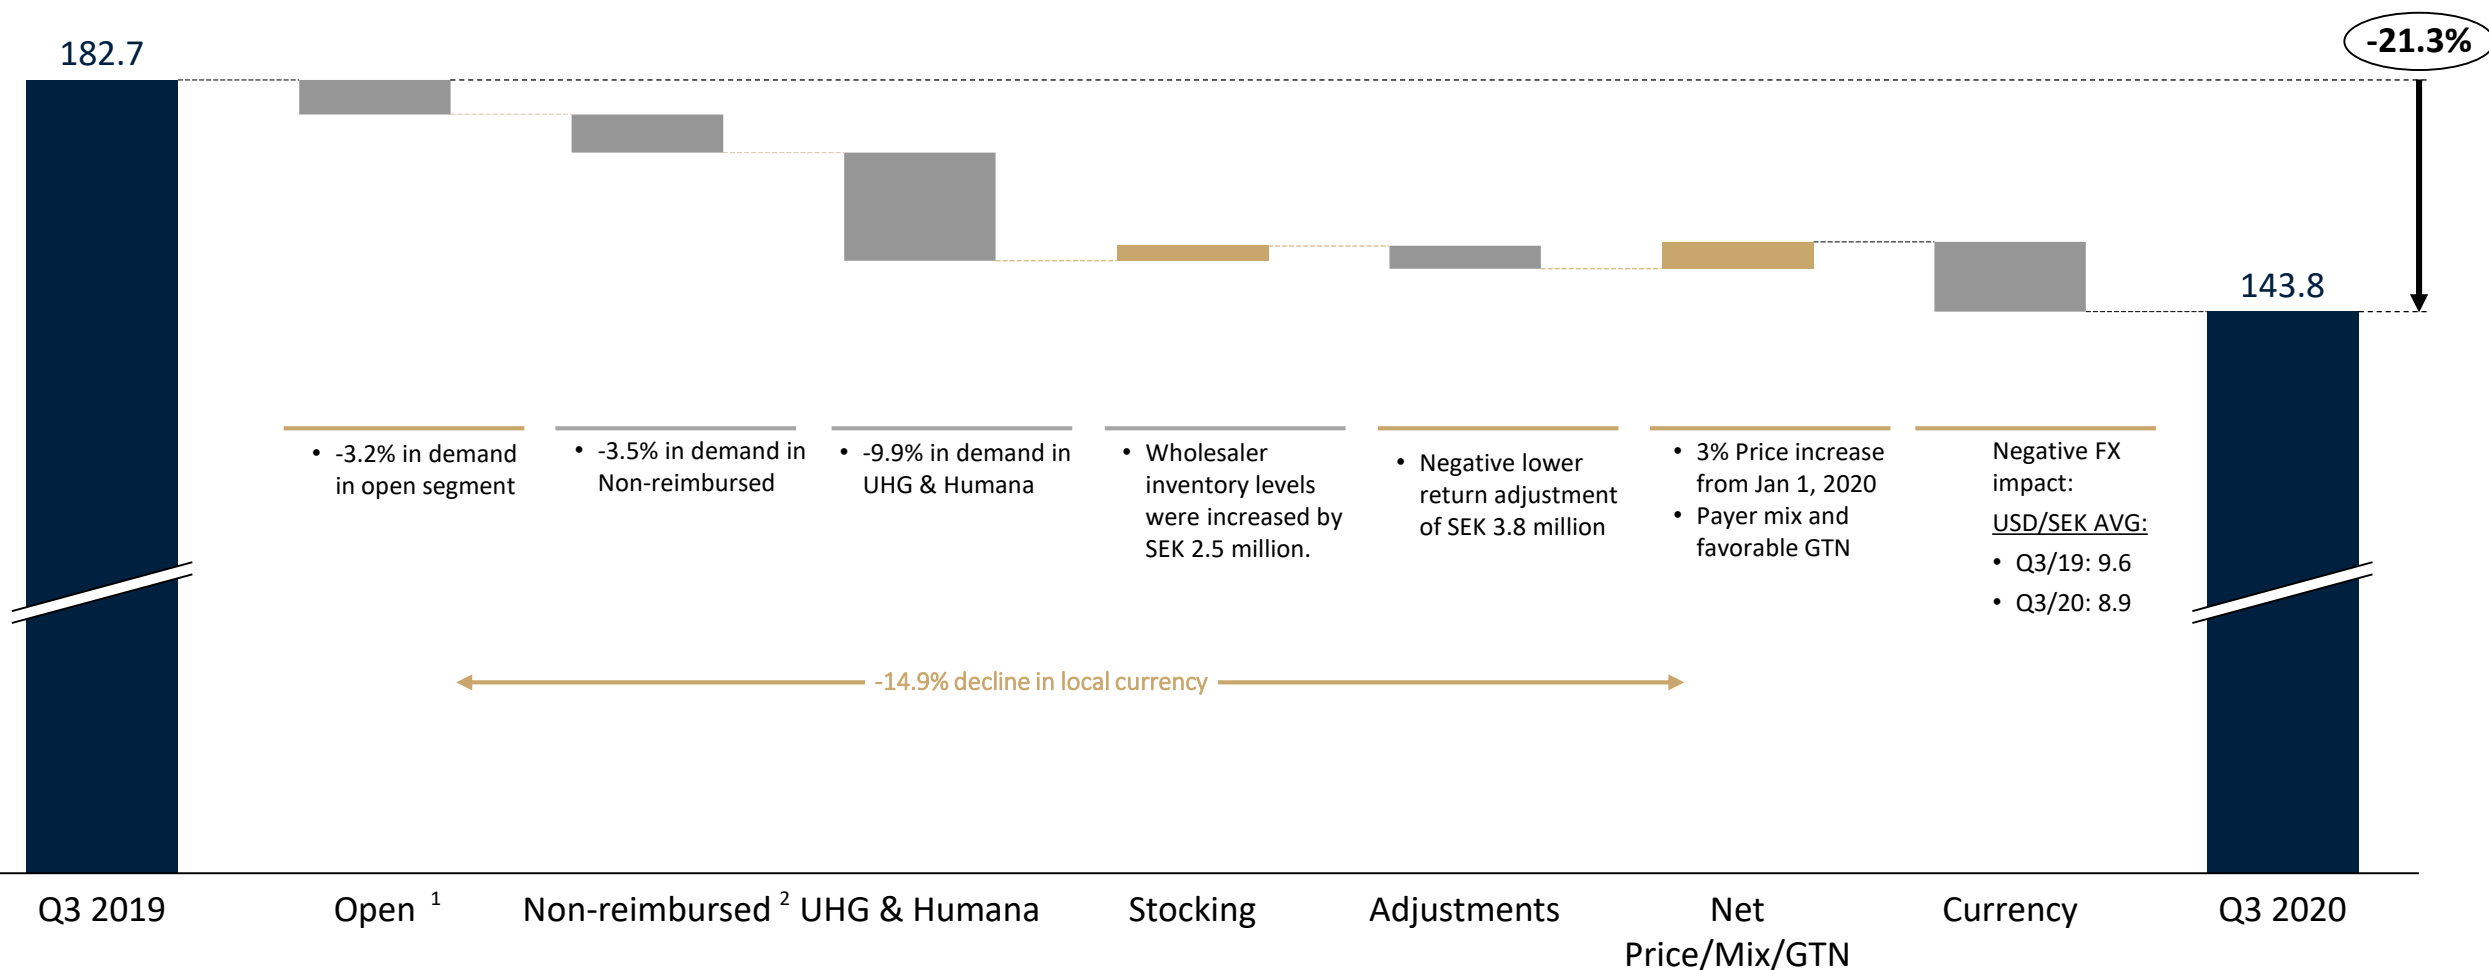 182.7
-21.3%
143.8
• -3.2% in demand
in open segment
• -3.5% in demand in
Non-reimbursed
• -9.9% in demand in
UHG & Humana
• Wholesaler
inventory levels
were increased by
SEK 2.5 million.
• Negative lower
return adjustment
of SEK 3.8 million
• 3% Price increase
from Jan 1, 2020
• Payer mix and
favorable GTN
Negative FX
impact:
USD/SEK AVG:
• Q3/19: 9.6
• Q3/20: 8.9
-14.9% decline in local currency
Q3 2019
Open 1
Non-reimbursed 2
UHG & Humana
Stocking
Adjustments
Net
Price/Mix/GTN
Currency
Q3 2020